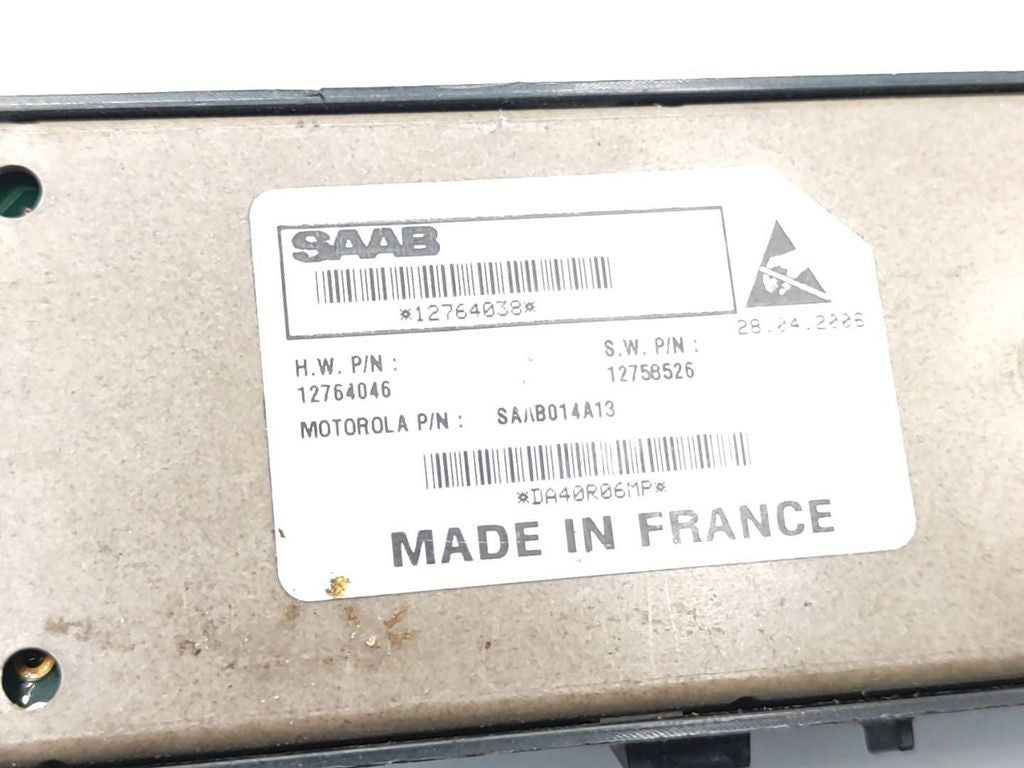 SAAB
*12764038*
28.04.2006
H.W. P/N :
12764046
S.W. P/N :
12758526
MOTOROLA P/N : SAAB014A13
*DA40R06MP*
MADE IN FRANCE